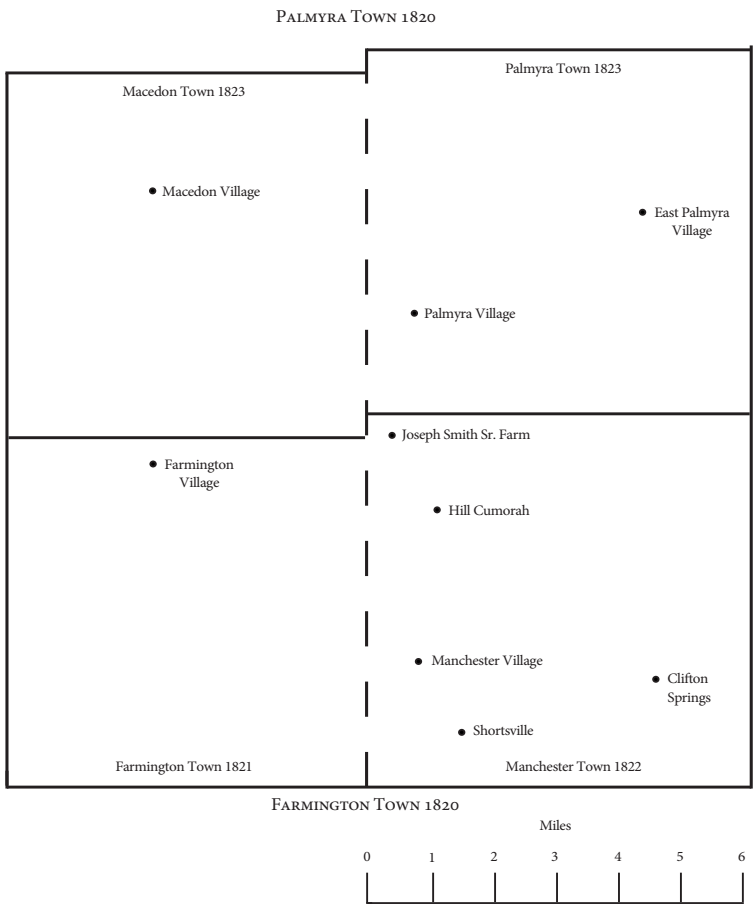 Palmyra Town 1820
Palmyra Town 1823
Macedon Town 1823
Macedon Village
East Palmyra
Village
Palmyra Village
Joseph Smith Sr. Farm
Farmington
Village
Hill Cumorah
Manchester Village
Clifton
Springs
Shortsville
Farmington Town 1821
Manchester Town 1822
Farmington Town 1820
Miles
0 1 2 3 4 5 6